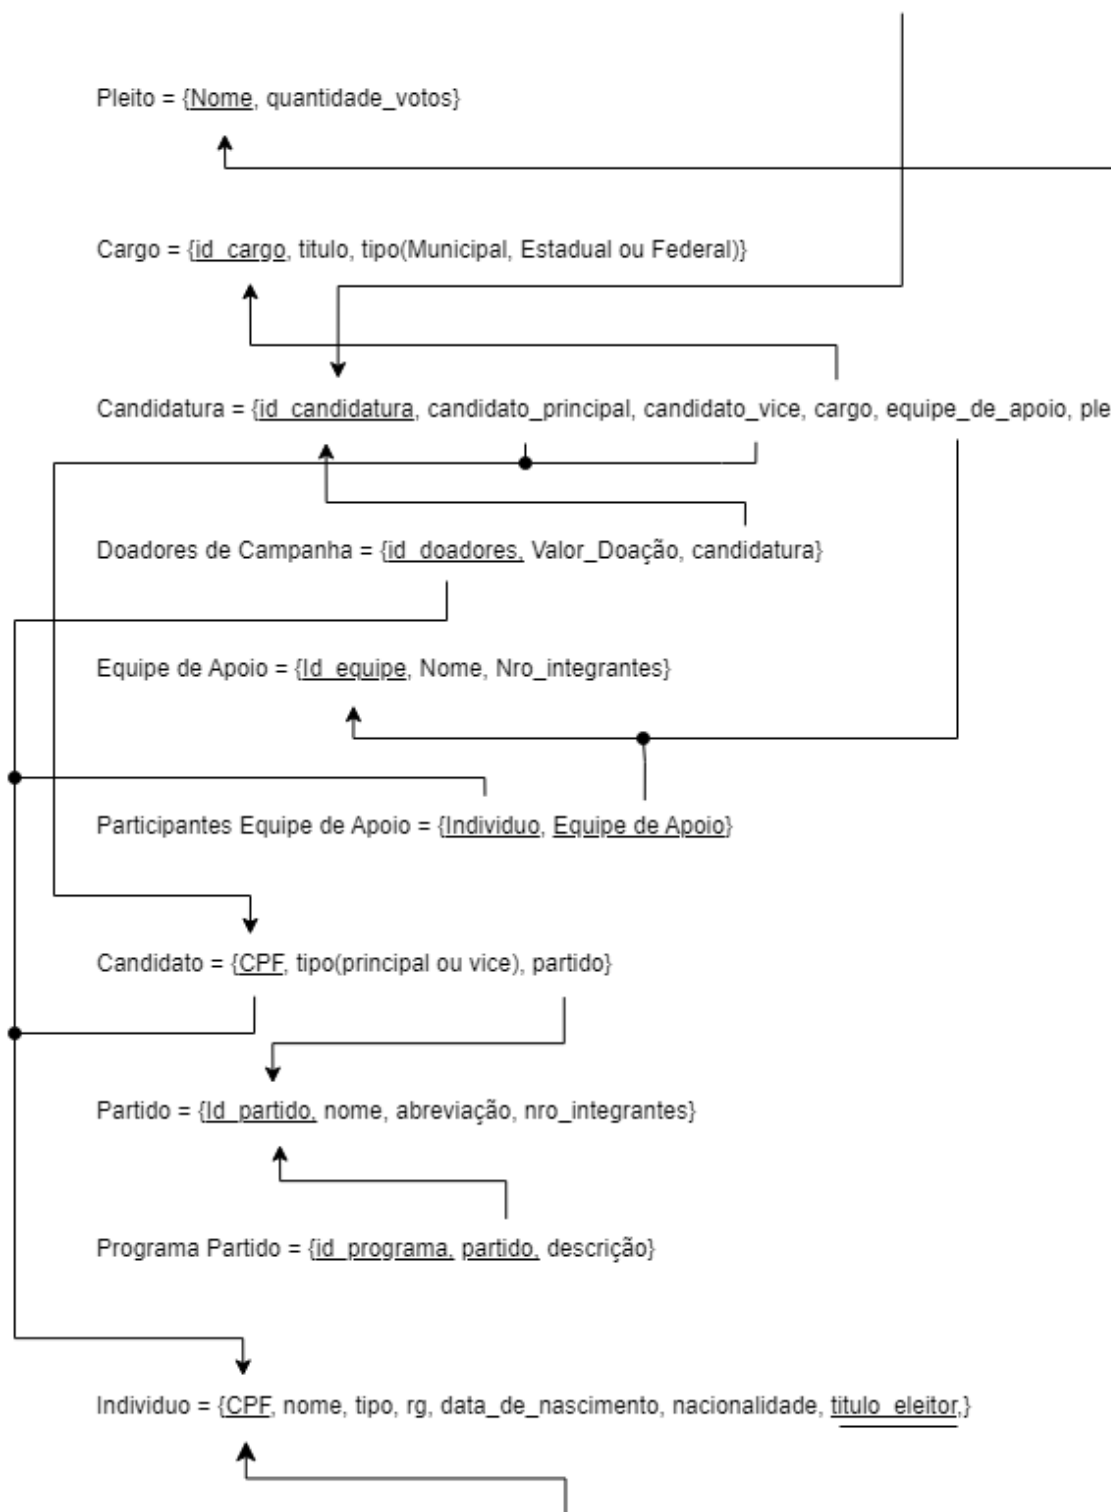 Pleito = {Nome, quantidade_votos}
Cargo = {id_cargo, titulo, tipo(Municipal, Estadual ou Federal)}
Candidatura = {id_candidatura, candidato_principal, candidato_vice, cargo, equipe_de_apoio, ple
Doadores de Campanha = {id_doadores, Valor_Doação, candidatura}
Equipe de Apoio = {Id_equipe, Nome, Nro_integrantes}
Participantes Equipe de Apoio = {Individuo, Equipe de Apoio}
Candidato = {CPF, tipo(principal ou vice), partido}
Partido = {Id_partido, nome, abreviação, nro_integrantes}
Programa Partido = {id_programa, partido, descrição}
Individuo = {CPF, nome, tipo, rg, data_de_nascimento, nacionalidade, titulo_eleitor,}